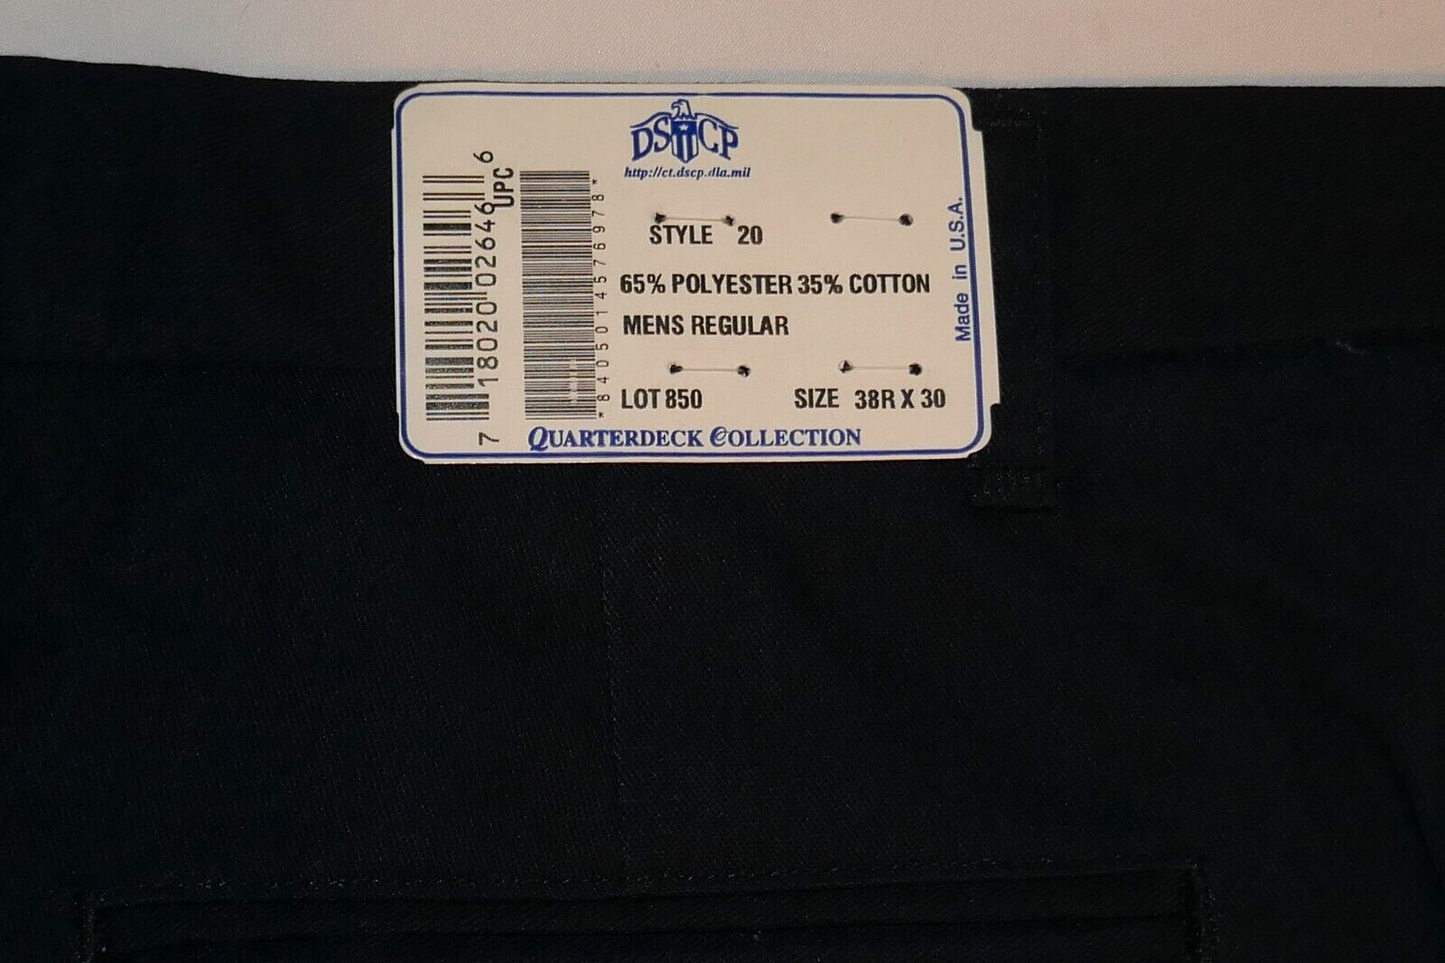 DSCP
http://ct.dscp.dla.mil
STYLE 20
65% POLYESTER 35% COTTON
MENS REGULAR
LOT 850
SIZE 38R X 30
QUARTERDECK COLLECTION
Made in U.S.A.
UPC
7 18020 02646 6
*8405014576978*